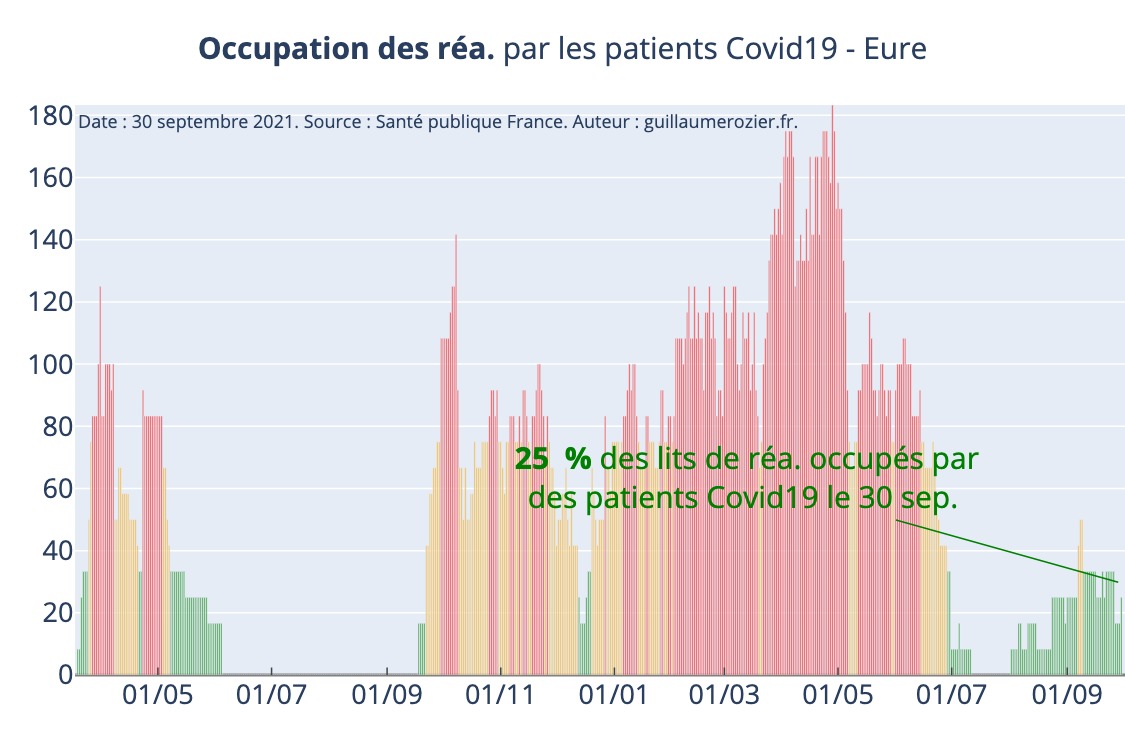 Occupation des réa. par les patients Covid19 - Eure
180
Date : 30 septembre 2021. Source : Santé publique France. Auteur : guillaumerozier.fr.
160
140
120
100
80
25 % des lits de réa. occupés par
60
des patients Covid19 le 30 sep.
40
20
0
01/05 01/07 01/09 01/11 01/01 01/03 01/05 01/07 01/09